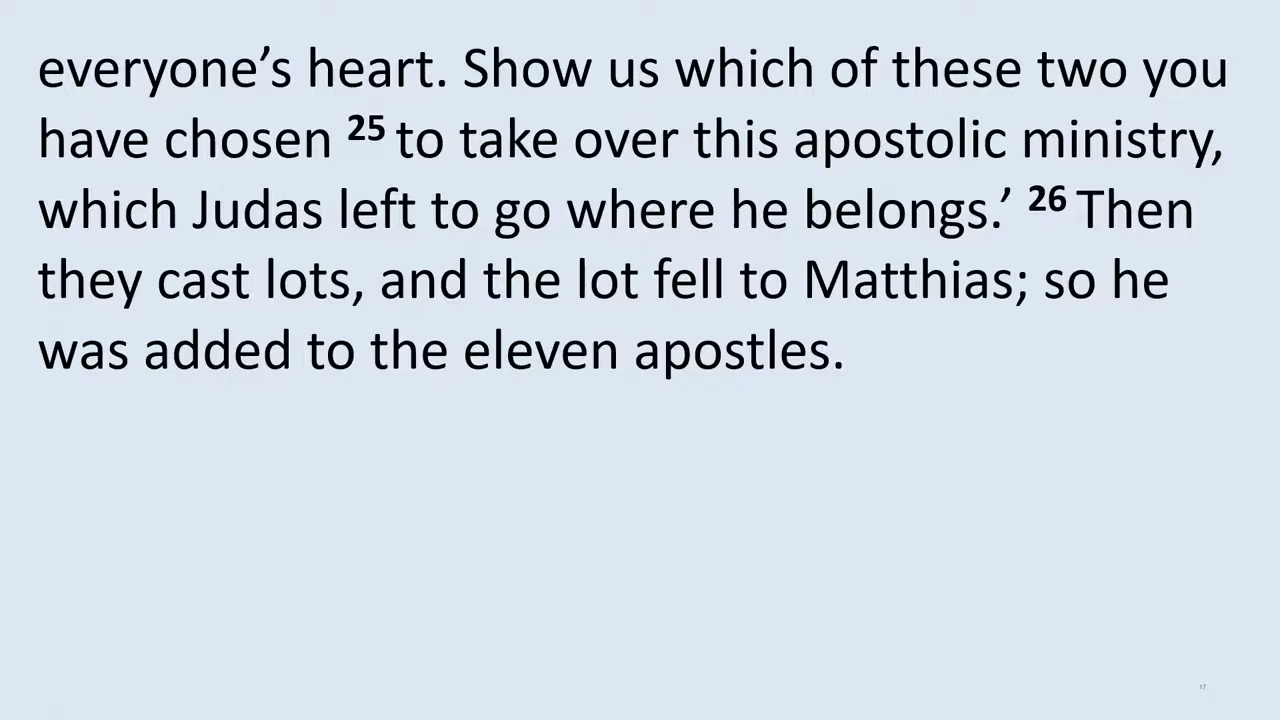 everyone’s heart. Show us which of these two you
have chosen 25 to take over this apostolic ministry,
which Judas left to go where he belongs.’ 26 Then
they cast lots, and the lot fell to Matthias; so he
was added to the eleven apostles.
17